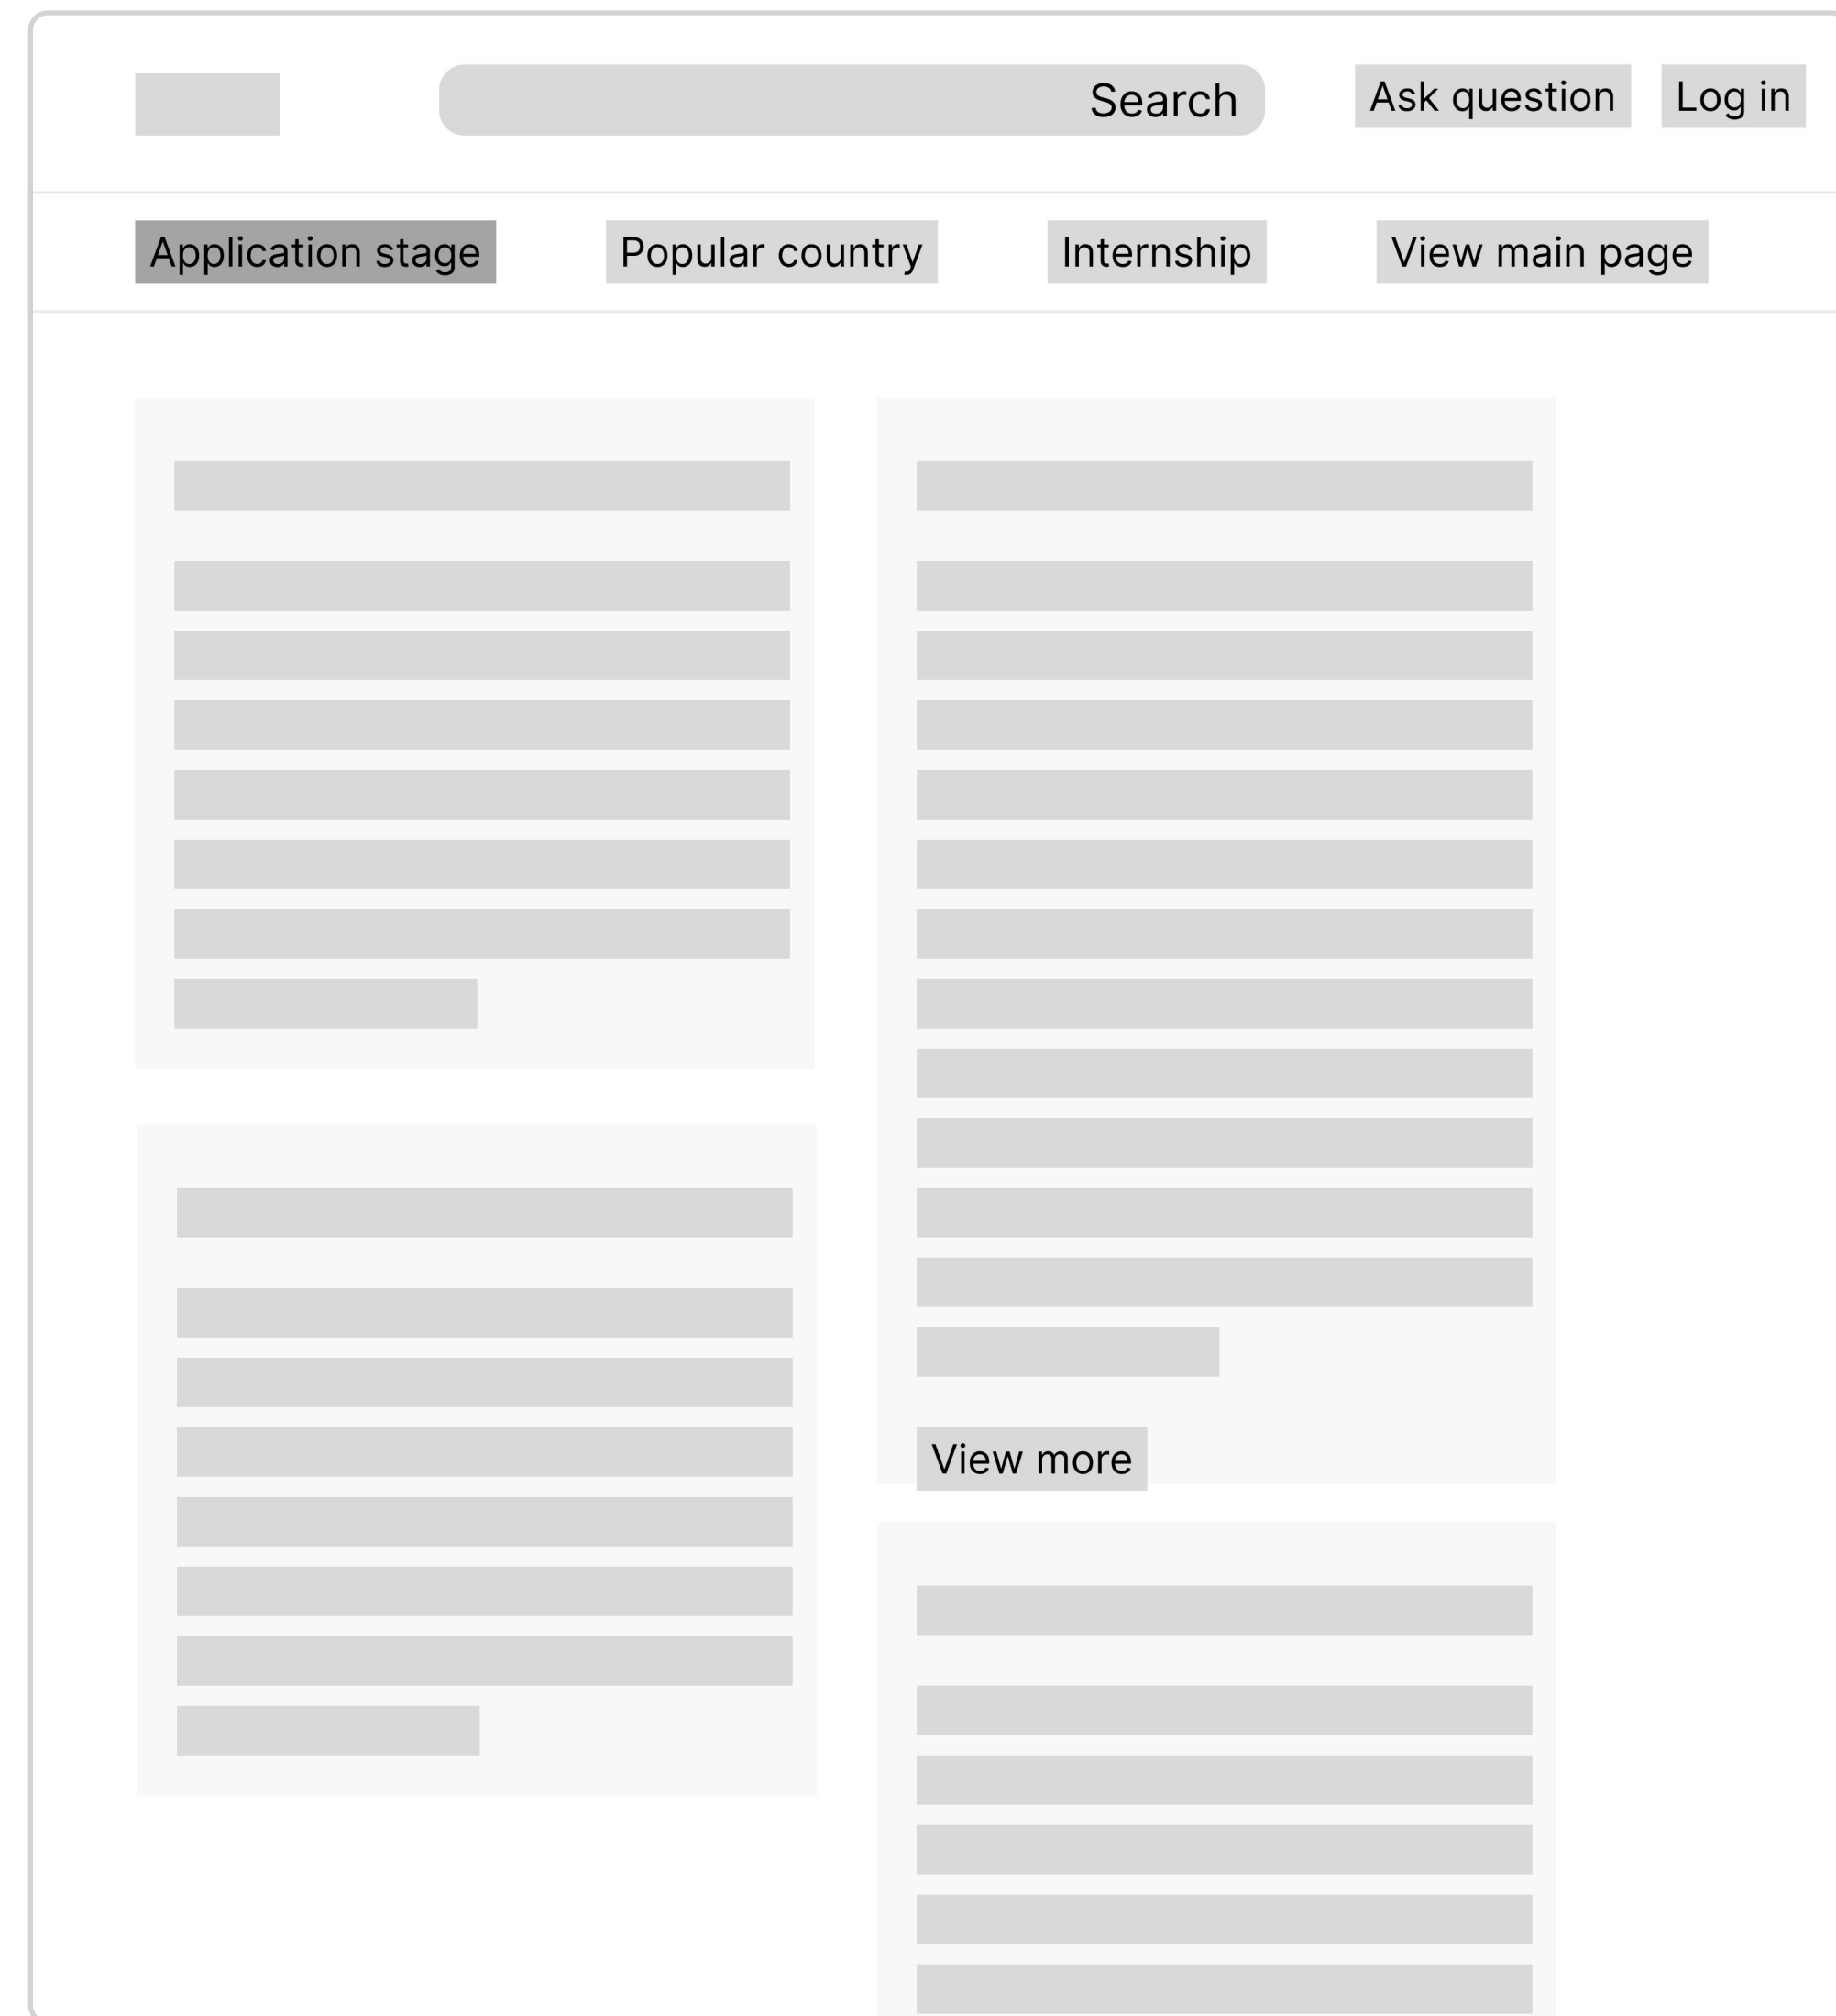 Search
Ask question
Log in
Application stage
Popular country
Internship
View main page
View more